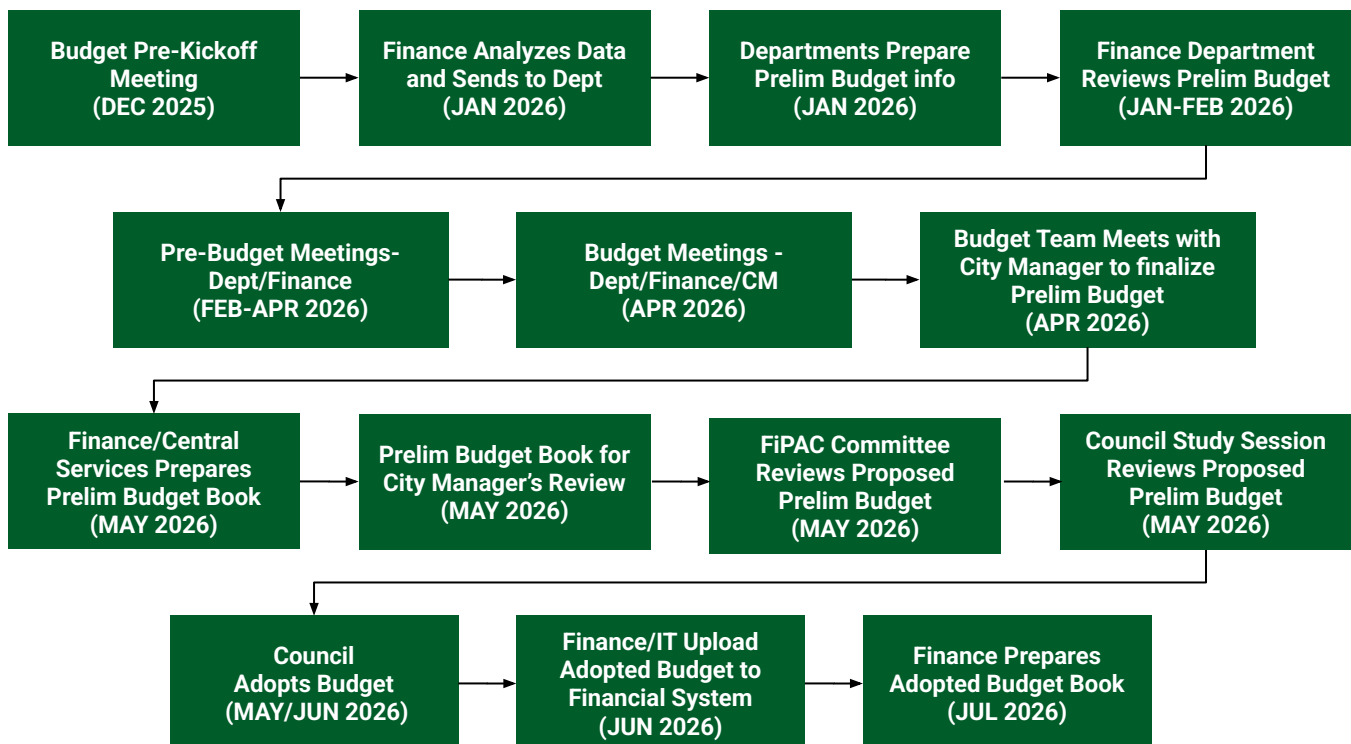 Budget Pre-Kickoff
Meeting
(DEC 2025)
Finance Analyzes Data
and Sends to Dept
(JAN 2026)
Departments Prepare
Prelim Budget info
(JAN 2026)
Finance Department
Reviews Prelim Budget
(JAN-FEB 2026)
Pre-Budget Meetings-
Dept/Finance
(FEB-APR 2026)
Budget Meetings -
Dept/Finance/CM
(APR 2026)
Budget Team Meets with
City Manager to finalize
Prelim Budget
(APR 2026)
Finance/Central
Services Prepares
Prelim Budget Book
(MAY 2026)
Prelim Budget Book for
City Manager’s Review
(MAY 2026)
FiPAC Committee
Reviews Proposed
Prelim Budget
(MAY 2026)
Council Study Session
Reviews Proposed
Prelim Budget
(MAY 2026)
Council
Adopts Budget
(MAY/JUN 2026)
Finance/IT Upload
Adopted Budget to
Financial System
(JUN 2026)
Finance Prepares
Adopted Budget Book
(JUL 2026)